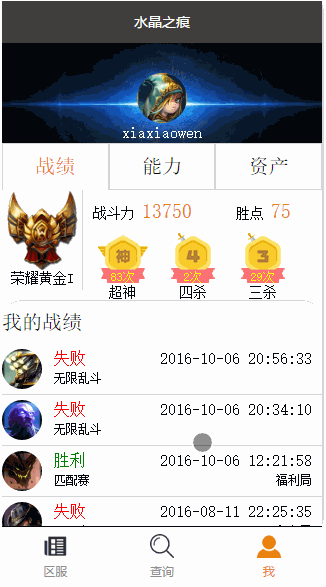 水晶之痕
xiaxiaowen
战绩 能力 资产
战斗力 13750 胜点 75
神 4 3
83次 2次 29次
荣耀黄金I 超神 四杀 三杀
我的战绩
失败 2016-10-06 20:56:33
无限乱斗
失败 2016-10-06 20:34:10
无限乱斗
胜利 2016-10-06 12:21:58
匹配赛 福利局
失败 2016-08-11 22:25:35
区服 查询 我